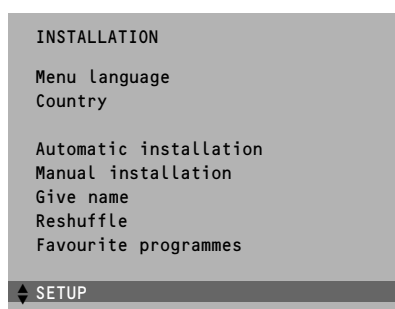 INSTALLATION
Menu language
Country
Automatic installation
Manual installation
Give name
Reshuffle
Favourite programmes
SETUP